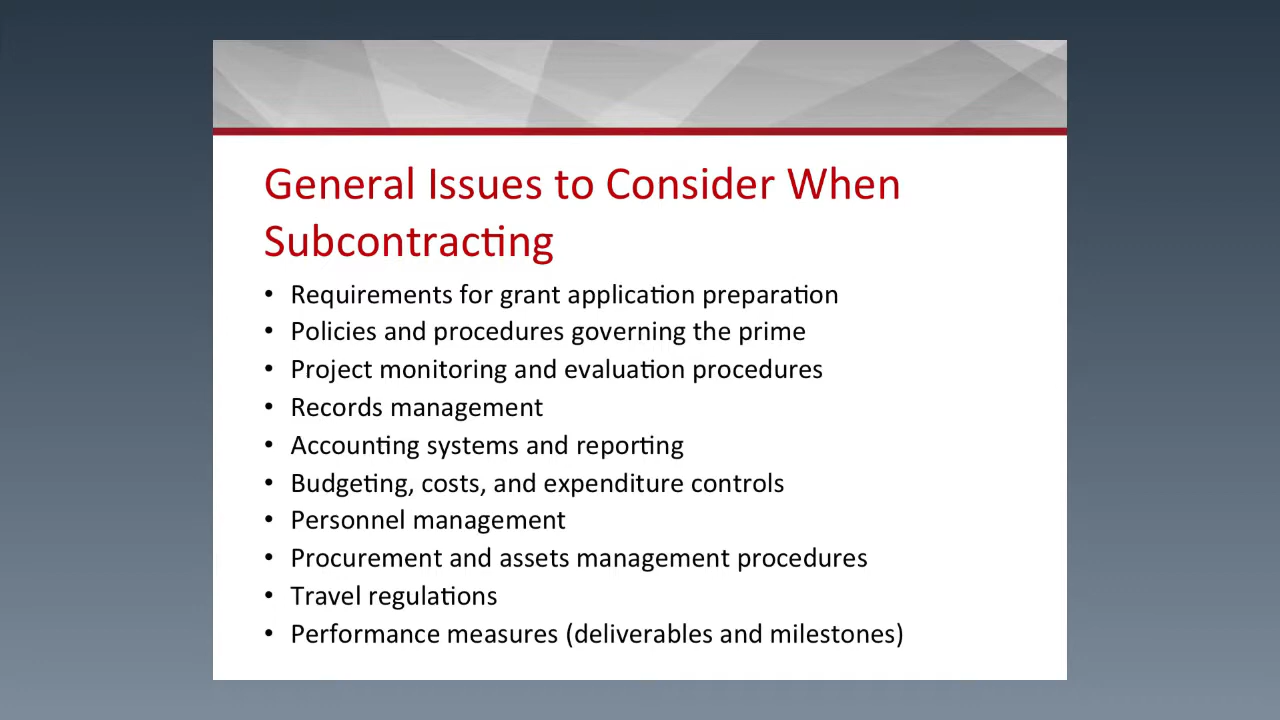 General Issues to Consider When
Subcontracting
• Requirements for grant application preparation
• Policies and procedures governing the prime
• Project monitoring and evaluation procedures
• Records management
• Accounting systems and reporting
• Budgeting, costs, and expenditure controls
• Personnel management
• Procurement and assets management procedures
• Travel regulations
• Performance measures (deliverables and milestones)